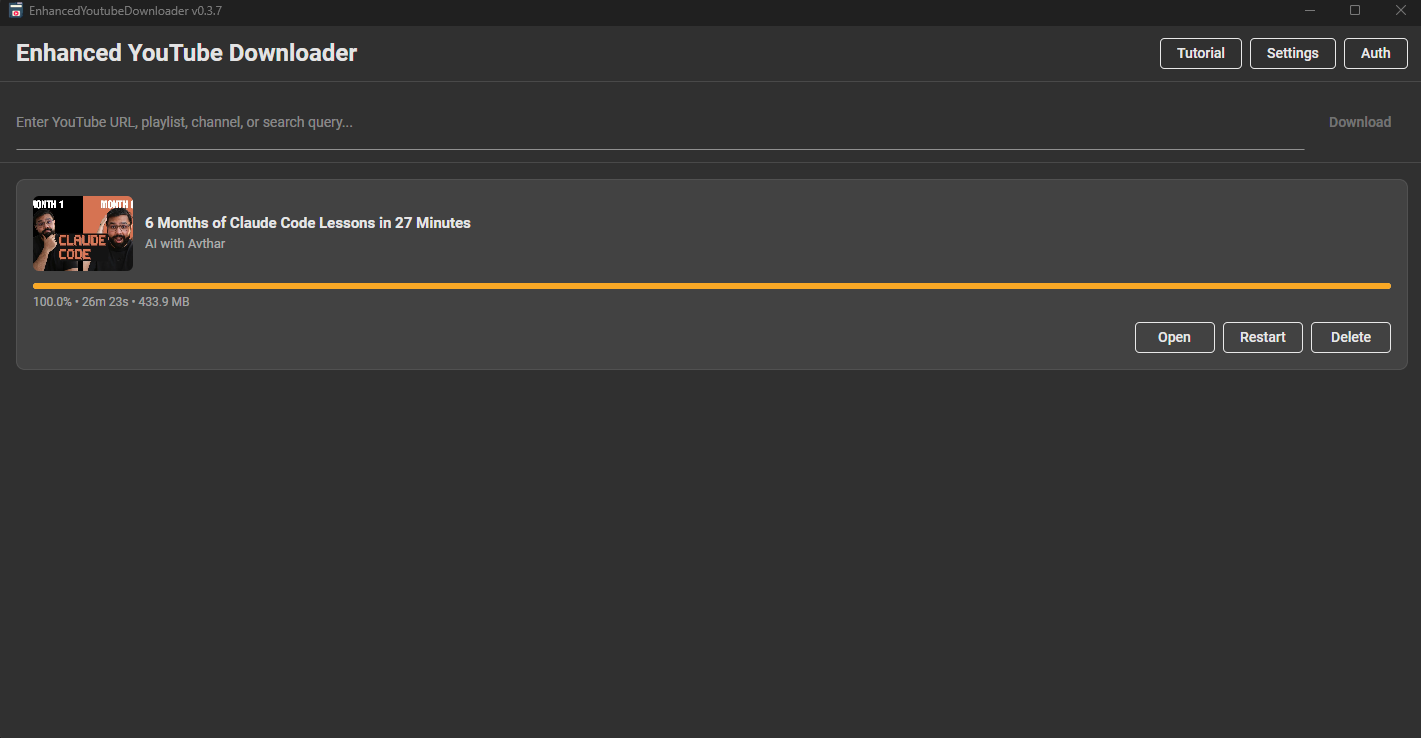 EnhancedYoutubeDownloader v0.3.7
Enhanced YouTube Downloader
Tutorial
Settings
Auth
Enter YouTube URL, playlist, channel, or search query...
Download
MONTH 1
MONTH
CLAUDE
CODE
6 Months of Claude Code Lessons in 27 Minutes
AI with Avthar
100.0% • 26m 23s • 433.9 MB
Open
Restart
Delete